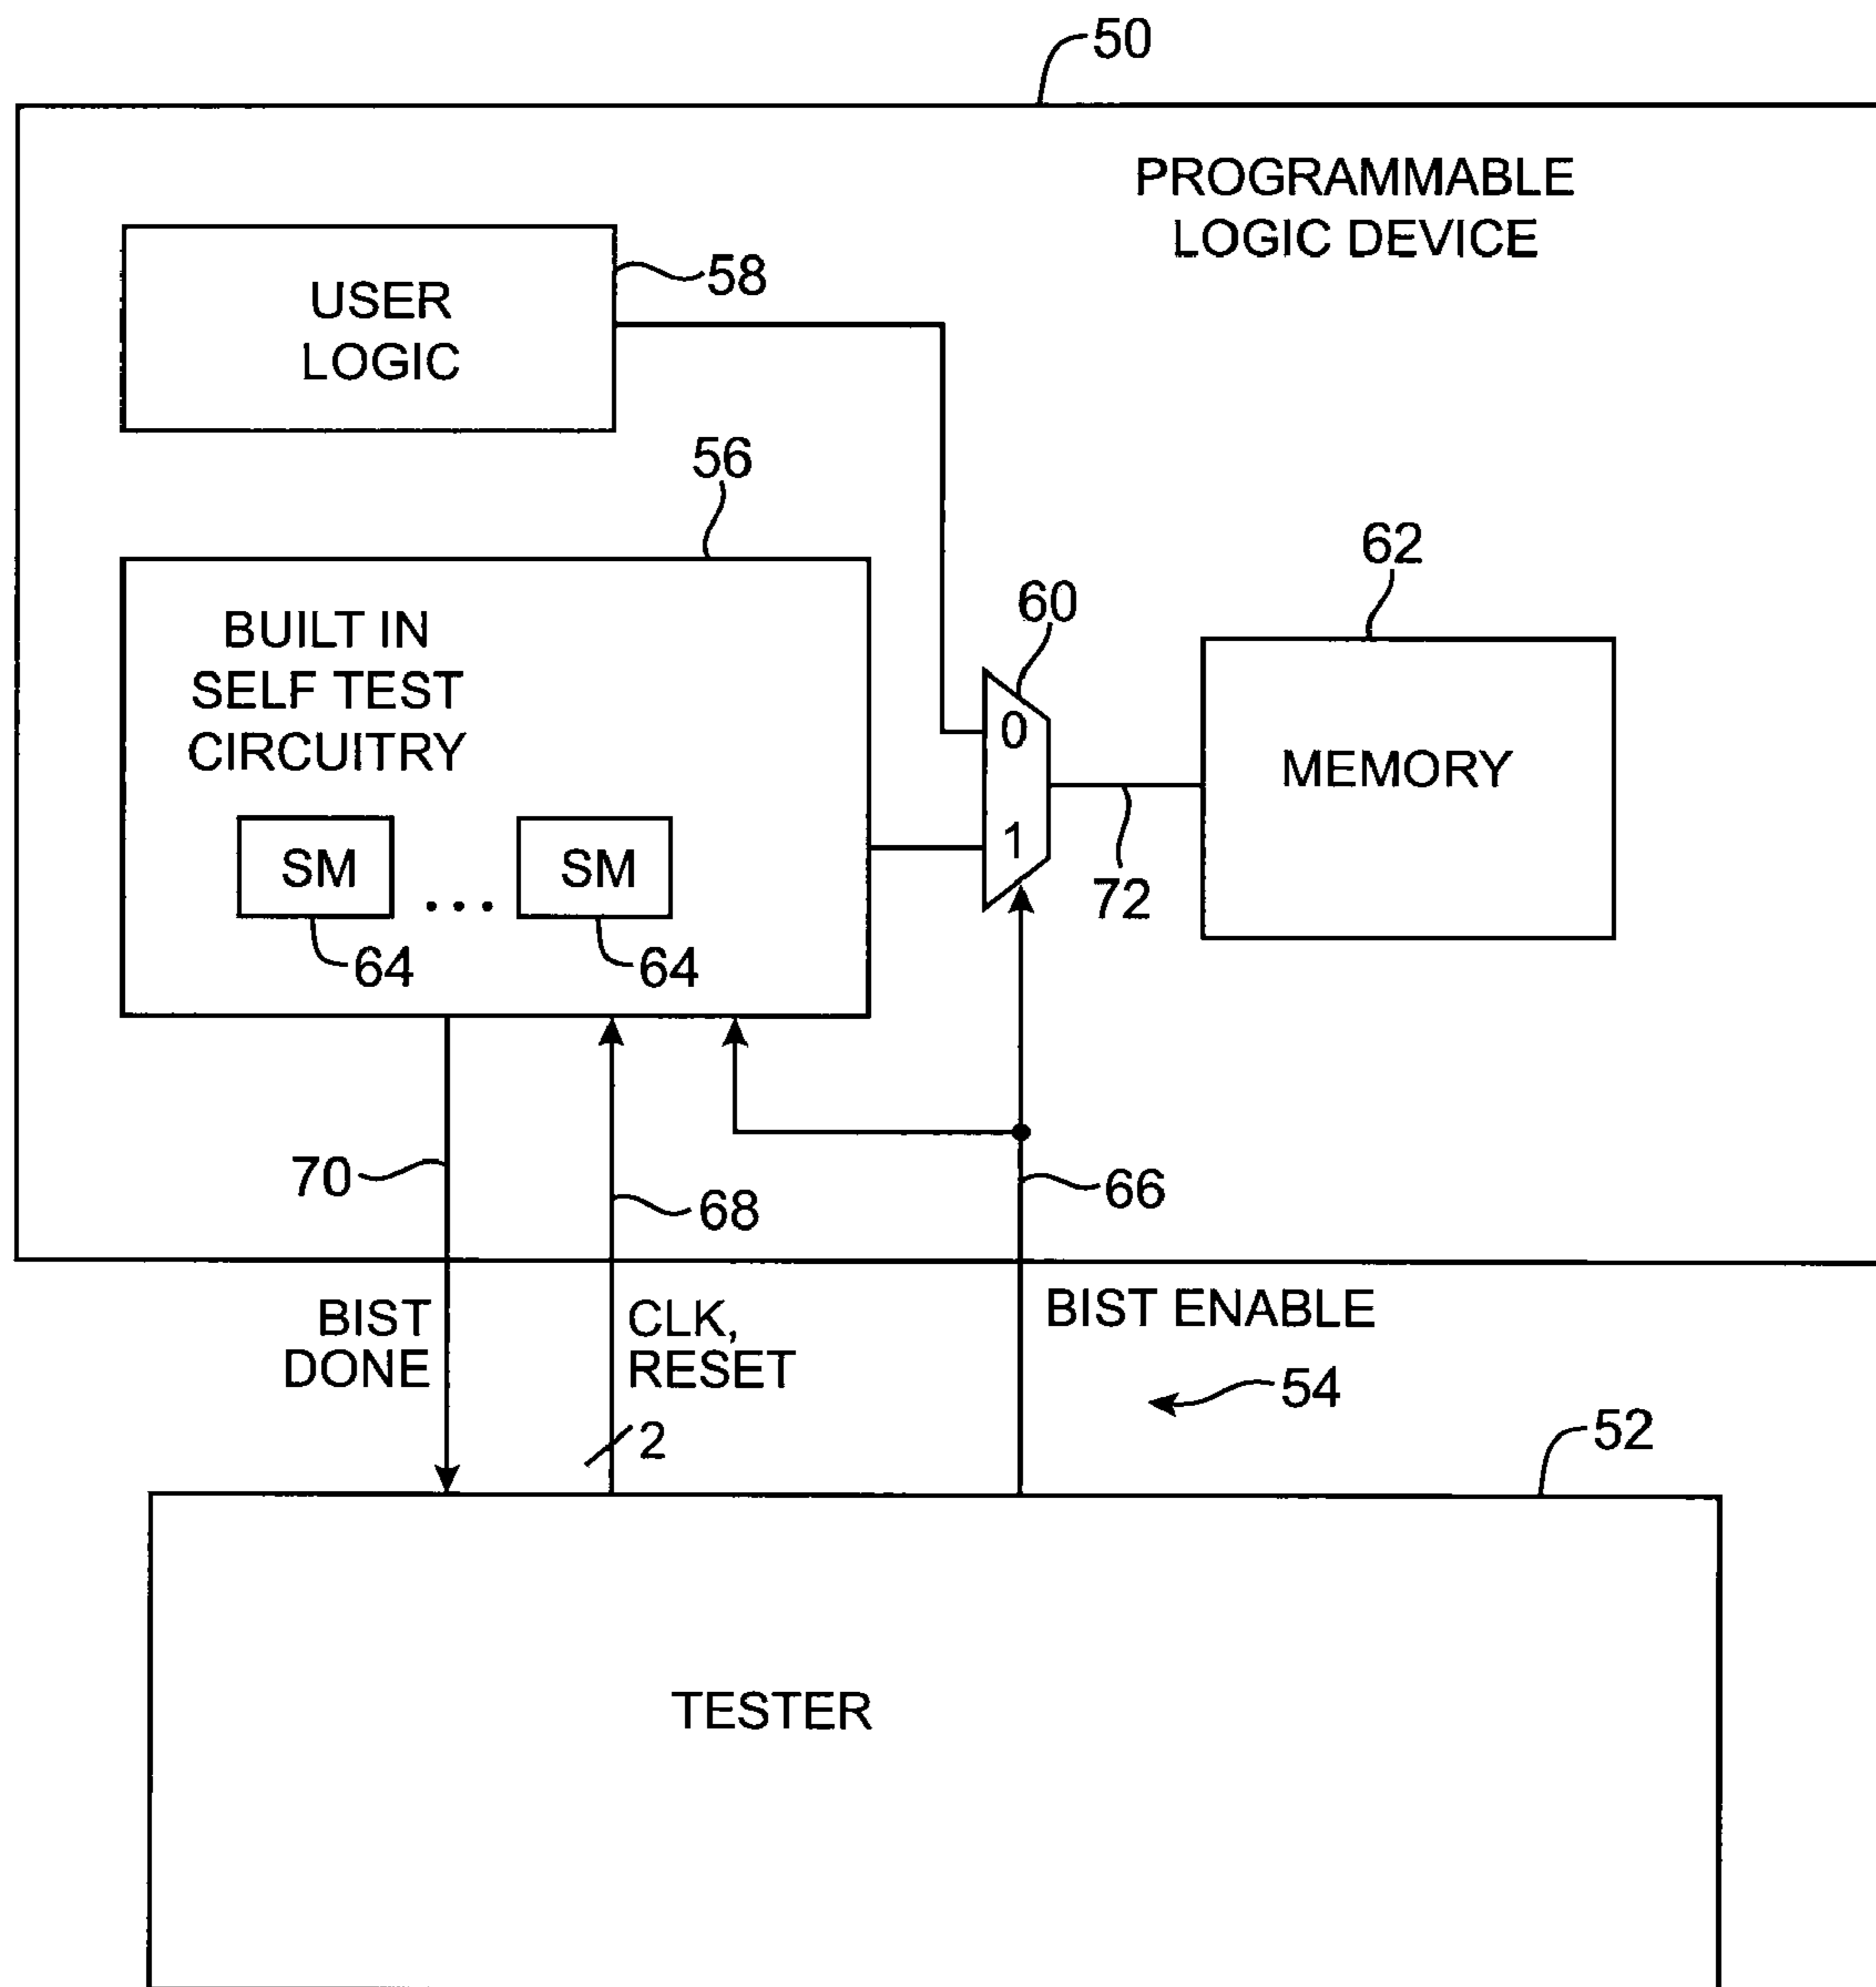 50
PROGRAMMABLE
LOGIC DEVICE
58
USER
LOGIC
56
62
60
BUILT IN
SELF TEST
CIRCUITRY
0
MEMORY
1
SM
...
SM
72
64
64
70
68
66
BIST
DONE
CLK,
RESET
BIST ENABLE
54
2
52
TESTER